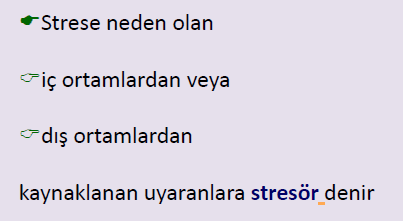 ☛Strese neden olan
☞iç ortamlardan veya
☞dış ortamlardan
kaynaklanan uyaranlara stresör denir